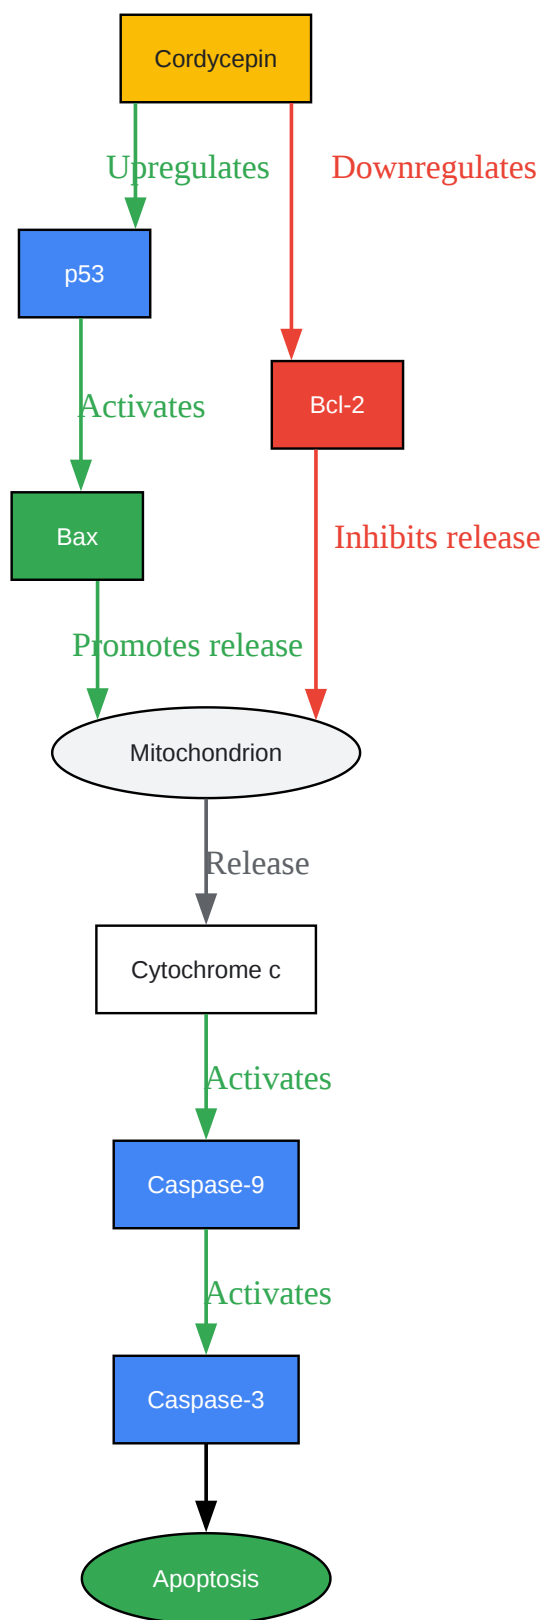 Cordycepin
Upregulates
Downregulates
p53
Activates
Bcl-2
Bax
Inhibits release
Promotes release
Mitochondrion
Release
Cytochrome c
Activates
Caspase-9
Activates
Caspase-3
Apoptosis